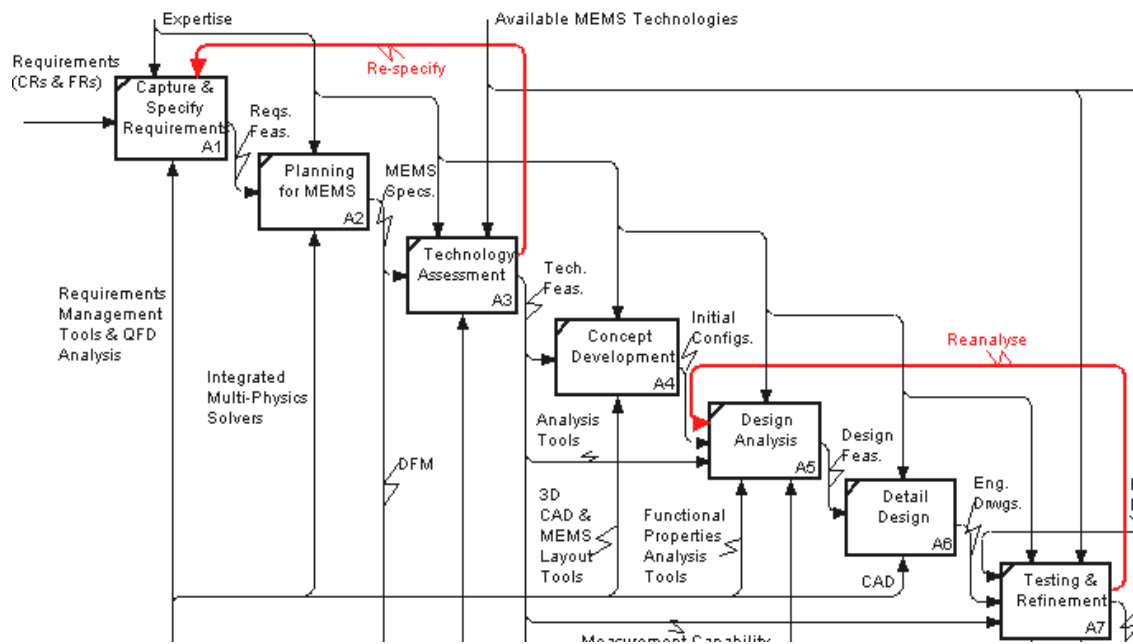 Expertise
Available MEMS Technologies
Requirements
(CRs & FRs)
Re-specify
Capture &
Specify
Requirements
A1
Reqs.
Feas.
Planning
for MEMS
A2
MEMS
Specs.
Technology
Assessment
A3
Tech.
Feas.
Requirements
Management
Tools & QFD
Analysis
Concept
Development
A4
Initial
Configs.
Reanalyse
Integrated
Multi-Physics
Solvers
Analysis
Tools
Design
Analysis
A5
Design
Feas.
DFM
3D
CAD &
MEMS
Layout
Tools
Functional
Properties
Analysis
Tools
Detail
Design
A6
Eng.
Drwgs.
CAD
Testing &
Refinement
A7
Measurement Capability